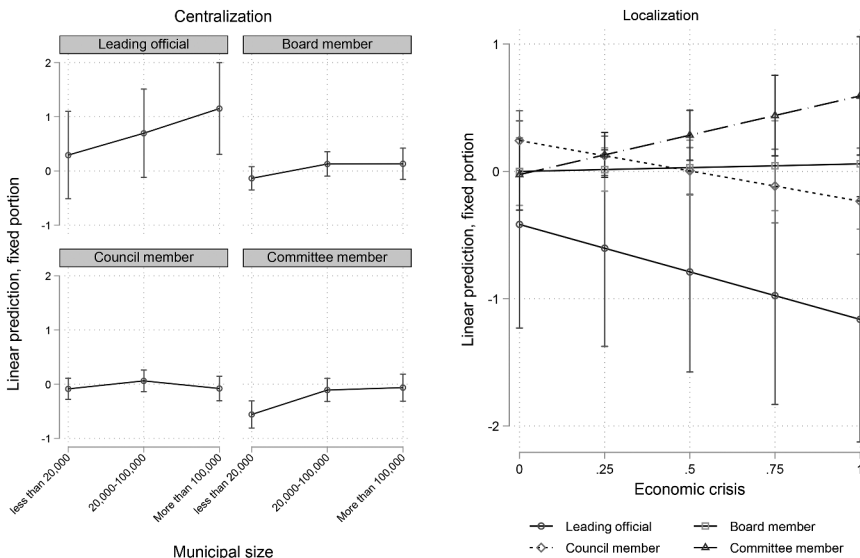 Centralization
Leading official
Board member
2
1
0
-1
Council member
Committee member
2
1
0
-1
less than 20,000
20,000-100,000
More than 100,000
less than 20,000
20,000-100,000
More than 100,000
Linear prediction, fixed portion
Municipal size
Localization
1
0
-1
-2
Linear prediction, fixed portion
0
.25
.5
.75
1
Economic crisis
Leading official
Board member
Council member
Committee member